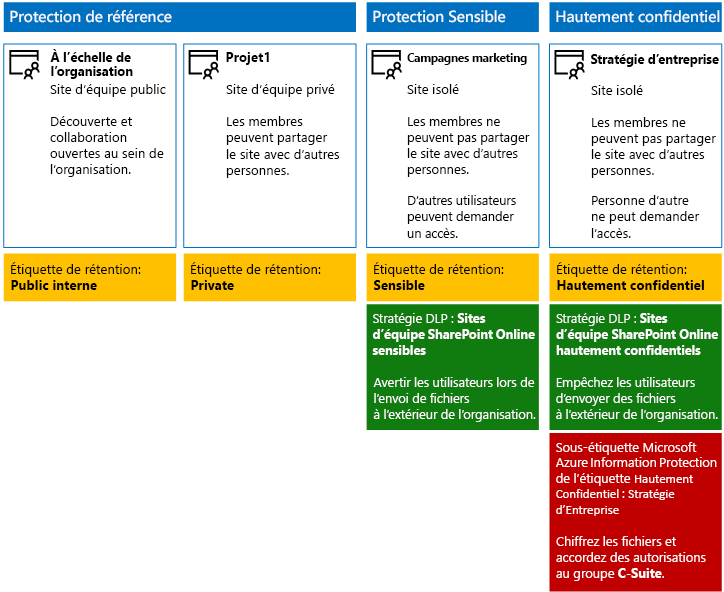 Protection de référence
Protection Sensible
Hautement confidentiel
À l'échelle de
l'organisation
Site d'équipe public
Découverte et
collaboration
ouvertes au sein de
l'organisation.
Projet1
Site d'équipe privé
Les membres
peuvent partager
le site avec d'autres
personnes.
Campagnes marketing
Site isolé
Les membres ne
peuvent pas partager
le site avec d'autres
personnes.
D'autres utilisateurs
peuvent demander
un accès.
Stratégie d'entreprise
Site isolé
Les membres ne
peuvent pas partager
le site avec d'autres
personnes.
Personne d'autre
ne peut demander
l'accès.
Étiquette de rétention:
Public interne
Étiquette de rétention:
Private
Étiquette de rétention:
Sensible
Étiquette de rétention:
Hautement confidentiel
Stratégie DLP : Sites
d'équipe SharePoint Online
sensibles
Avertir les utilisateurs lors de
l'envoi de fichiers
à l'extérieur de l'organisation.
Stratégie DLP : Sites
d'équipe SharePoint Online
hautement confidentiels
Empêchez les utilisateurs
d'envoyer des fichiers
à l'extérieur de l'organisation.
Sous-étiquette Microsoft
Azure Information Protection
de l'étiquette Hautement
Confidentiel : Stratégie
d'Entreprise
Chiffrez les fichiers et
accordez des autorisations
au groupe C-Suite.